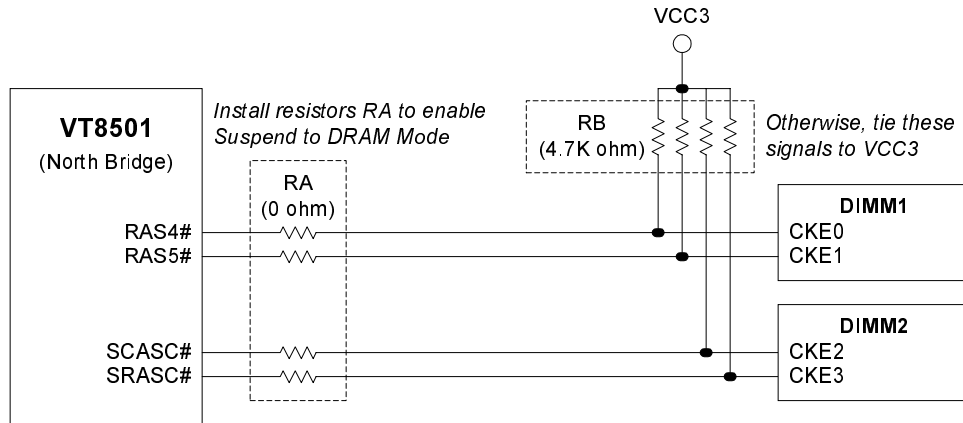 VCC3
VT8501
(North Bridge)
Install resistors RA to enable
Suspend to DRAM Mode
RA
(0 ohm)
RB
(4.7K ohm)
Otherwise, tie these
signals to VCC3
RAS4#
RAS5#
SCASC#
SRASC#
DIMM1
CKE0
CKE1
DIMM2
CKE2
CKE3